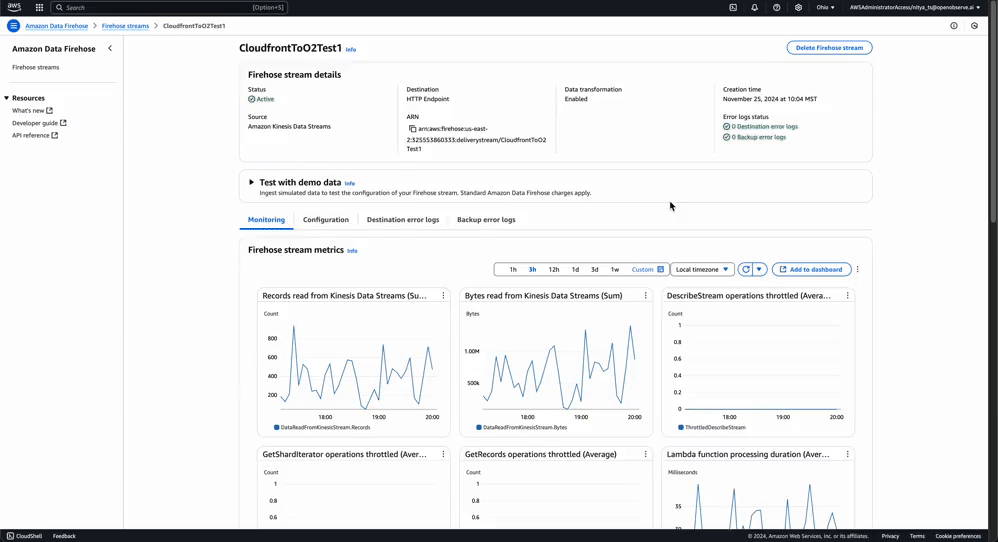 aws
Search
[Option+S]
Ohio
AWSAdministratorAccess/nitya_ts@openobserve.ai
Amazon Data Firehose
Firehose streams
CloudfrontToO2Test1
Amazon Data Firehose
Firehose streams
Resources
What's new
Developer guide
API reference
CloudfrontToO2Test1 Info
Delete Firehose stream
Firehose stream details
Status
Active
Destination
HTTP Endpoint
Data transformation
Enabled
Creation time
November 25, 2024 at 10:04 MST
Source
Amazon Kinesis Data Streams
ARN
arn:aws:firehose:us-east-
2:325553860333:deliverystream/CloudfrontToO2
Test1
Error logs status
0 Destination error logs
0 Backup error logs
Test with demo data Info
Ingest simulated data to test the configuration of your Firehose stream. Standard Amazon Data Firehose charges apply.
Monitoring
Configuration
Destination error logs
Backup error logs
Firehose stream metrics Info
1h
3h
12h
1d
3d
1w
Custom
Local timezone
Add to dashboard
Records read from Kinesis Data Streams (Su...
Count
800
600
400
200
18:00
19:00
20:00
DataReadFromKinesisStream.Records
Bytes read from Kinesis Data Streams (Sum)
Bytes
1.00M
500k
18:00
19:00
20:00
DataReadFromKinesisStream.Bytes
DescribeStream operations throttled (Avera...
Count
1
0.8
0.6
0.4
0.2
0
18:00
19:00
20:00
ThrottledDescribeStream
GetShardIterator operations throttled (Aver...
Count
1
0.8
0.6
GetRecords operations throttled (Average)
Count
1
0.8
0.6
Lambda function processing duration (Aver...
Milliseconds
35
30
CloudShell
Feedback
© 2024, Amazon Web Services, Inc. or its affiliates.
Privacy
Terms
Cookie preferences